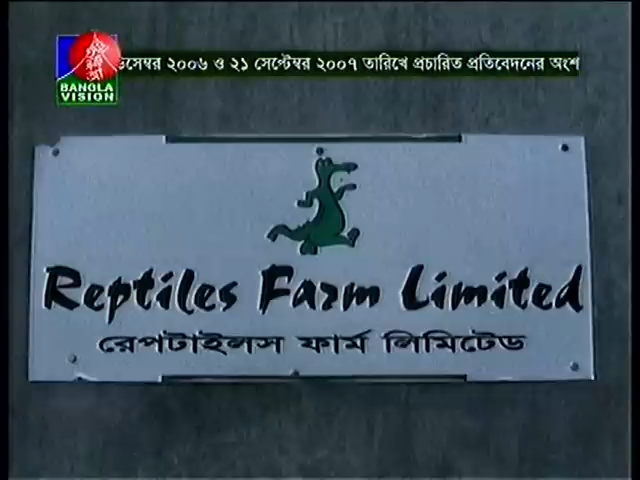 ২০০৬ ও ২১ সেপ্টেম্বর ২০০৭ তারিখে প্রচারিত প্রতিবেদনের অংশ
BANGLA
VISION
Reptiles Farm Limited
রেপটাইলস ফার্ম লিমিটেড